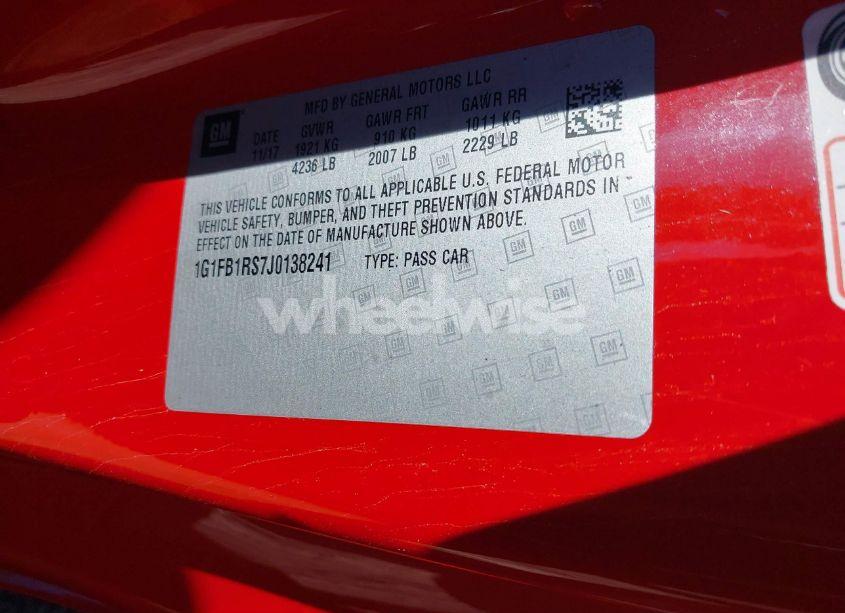 MFD BY GENERAL MOTORS LLC
GM
DATE GVWR GAWR FRT GAWR RR
11/17 1921 KG 910 KG 1011 KG
4236 LB 2007 LB 2229 LB
THIS VEHICLE CONFORMS TO ALL APPLICABLE U.S. FEDERAL MOTOR
VEHICLE SAFETY, BUMPER, AND THEFT PREVENTION STANDARDS IN
EFFECT ON THE DATE OF MANUFACTURE SHOWN ABOVE.
1G1FB1RS7J0138241 TYPE: PASS CAR
wheelwise